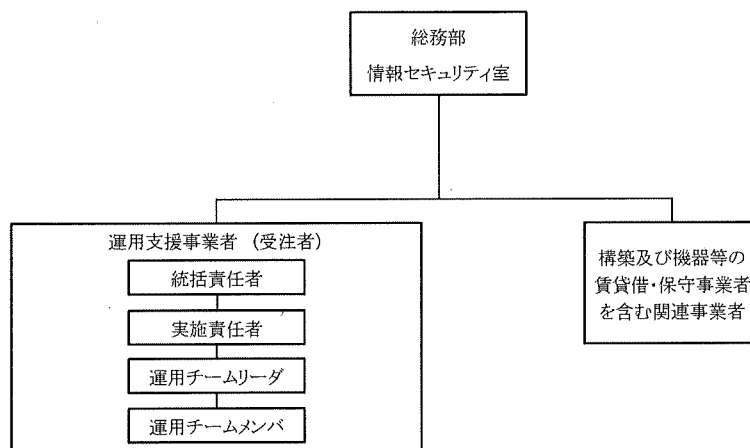 総務部
情報セキュリティ室
運用支援事業者 (受注者)
統括責任者
実施責任者
運用チームリーダ
運用チームメンバ
構築及び機器等の
賃貸借・保守事業者
を含む関連事業者